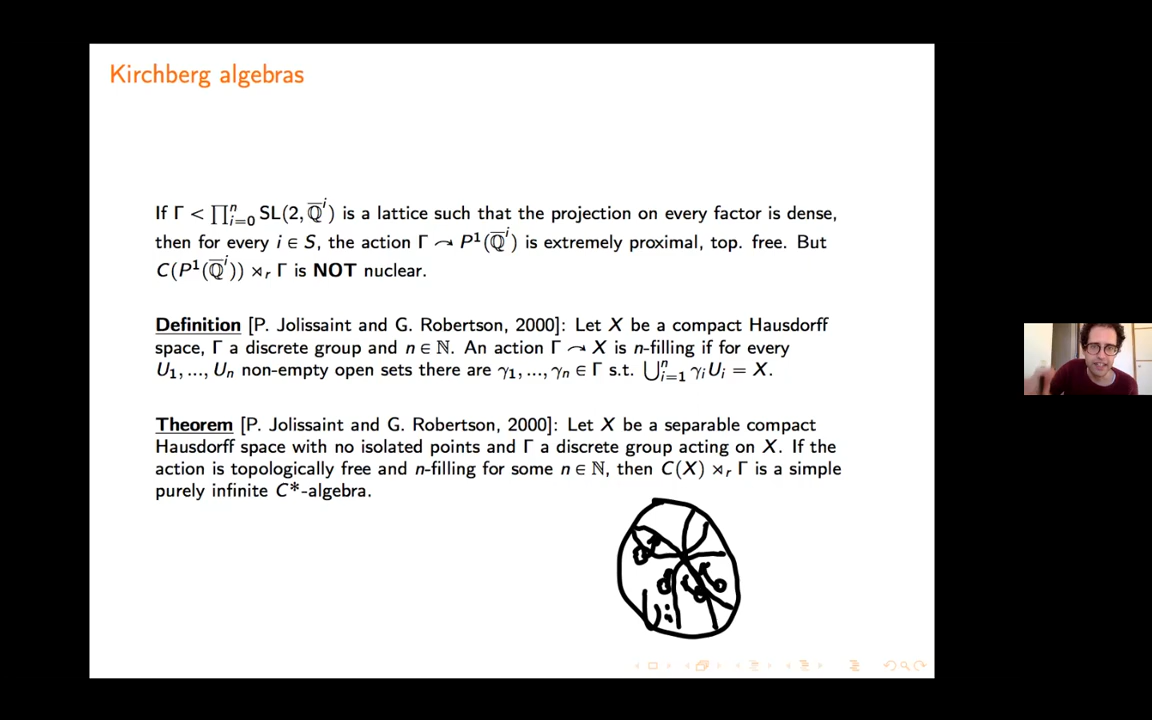 Kirchberg algebras
If Γ < ∏ⁿᵢ₌₀ SL(2, ℚ̅ⁱ) is a lattice such that the projection on every factor is dense,
then for every i ∈ S, the action Γ ↷ P¹(ℚ̅ⁱ) is extremely proximal, top. free. But
C(P¹(ℚ̅ⁱ)) ⋊ᵣ Γ is NOT nuclear.
Definition [P. Jolissaint and G. Robertson, 2000]: Let X be a compact Hausdorff
space, Γ a discrete group and n ∈ ℕ. An action Γ ↷ X is n-filling if for every
U₁, ..., Uₙ non-empty open sets there are γ₁, ..., γₙ ∈ Γ s.t. ⋃ⁿᵢ₌₁ γᵢUᵢ = X.
Theorem [P. Jolissaint and G. Robertson, 2000]: Let X be a separable compact
Hausdorff space with no isolated points and Γ a discrete group acting on X. If the
action is topologically free and n-filling for some n ∈ ℕ, then C(X) ⋊ᵣ Γ is a simple
purely infinite C*-algebra.
Ui